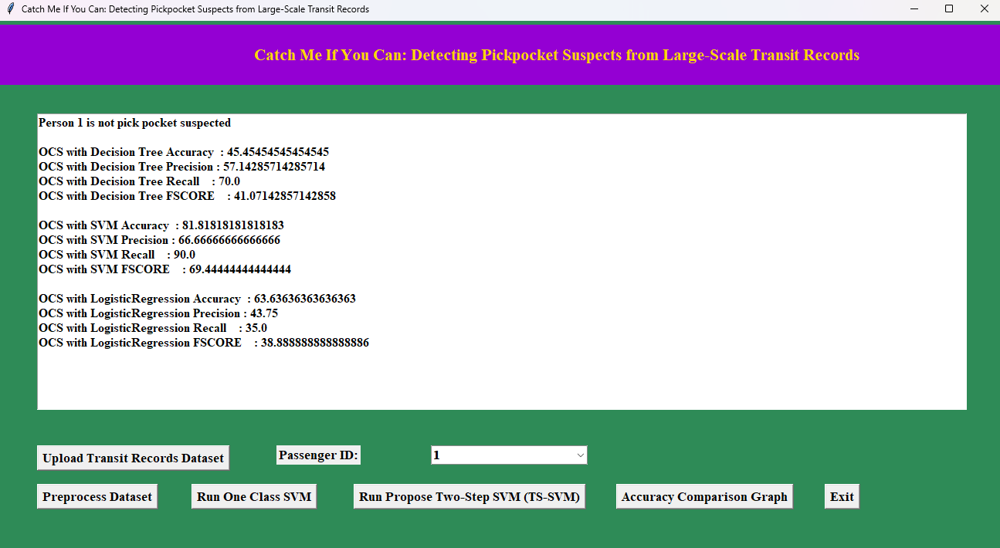 Catch Me If You Can: Detecting Pickpocket Suspects from Large-Scale Transit Records
Catch Me If You Can: Detecting Pickpocket Suspects from Large-Scale Transit Records
Person 1 is not pick pocket suspected
OCS with Decision Tree Accuracy : 45.45454545454545
OCS with Decision Tree Precision : 57.14285714285714
OCS with Decision Tree Recall : 70.0
OCS with Decision Tree FSCORE : 41.07142857142858
OCS with SVM Accuracy : 81.81818181818183
OCS with SVM Precision : 66.66666666666666
OCS with SVM Recall : 90.0
OCS with SVM FSCORE : 69.44444444444444
OCS with LogisticRegression Accuracy : 63.63636363636363
OCS with LogisticRegression Precision : 43.75
OCS with LogisticRegression Recall : 35.0
OCS with LogisticRegression FSCORE : 38.888888888888886
Upload Transit Records Dataset Passenger ID: 1
Preprocess Dataset Run One Class SVM Run Propose Two-Step SVM (TS-SVM) Accuracy Comparison Graph Exit